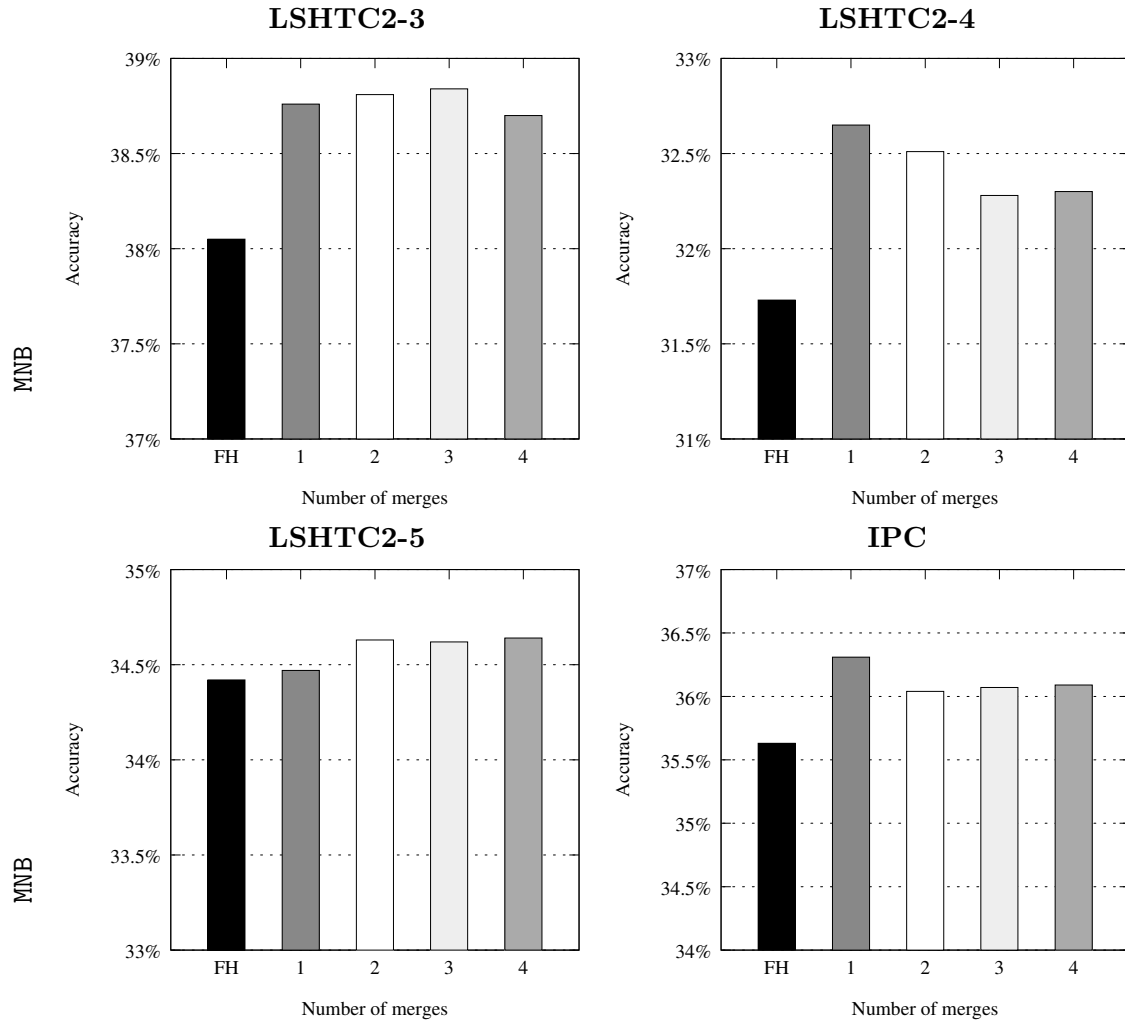 LSHTC2-3
39%
38.5%
38%
37.5%
37%
Accuracy
FH 1 2 3 4
Number of merges
LSHTC2-4
33%
32.5%
32%
31.5%
31%
Accuracy
FH 1 2 3 4
Number of merges
MNB
LSHTC2-5
35%
34.5%
34%
33.5%
33%
Accuracy
FH 1 2 3 4
Number of merges
IPC
37%
36.5%
36%
35.5%
35%
34.5%
34%
Accuracy
FH 1 2 3 4
Number of merges
MNB